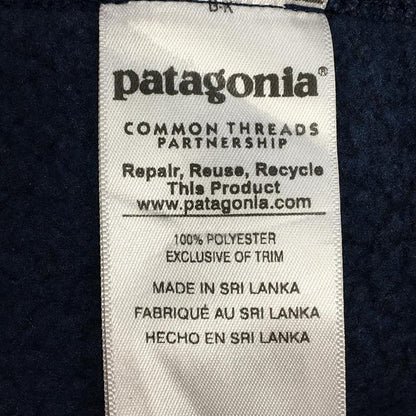 patagonia®
COMMON THREADS
PARTNERSHIP
Repair, Reuse, Recycle
This Product
www.patagonia.com
100% POLYESTER
EXCLUSIVE OF TRIM
MADE IN SRI LANKA
FABRIQUÉ AU SRI LANKA
HECHO EN SRI LANKA